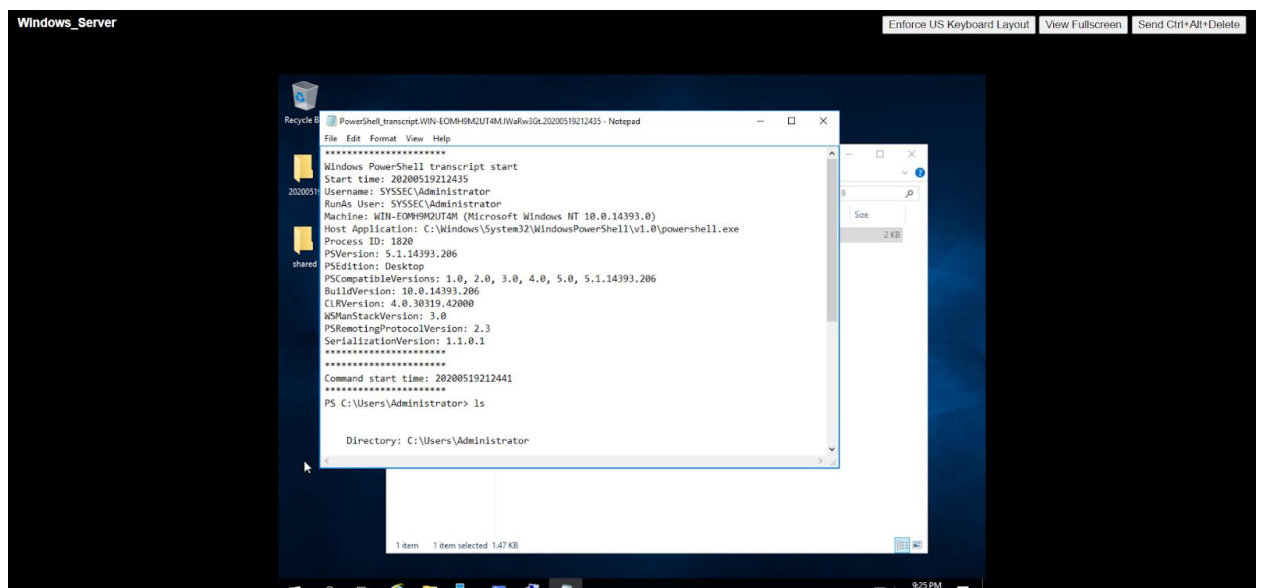 Windows_Server
Enforce US Keyboard Layout View Fullscreen Send Ctrl+Alt+Delete
Recycle B
PowerShell_transcript.WIN-EOMH9M2UT4M.IWaRw3Gt.20200519212435 - Notepad
File Edit Format View Help
**********************
Windows PowerShell transcript start
Start time: 20200519212435
Username: SYSSEC\Administrator
RunAs User: SYSSEC\Administrator
Machine: WIN-EOMH9M2UT4M (Microsoft Windows NT 10.0.14393.0)
Host Application: C:\Windows\System32\WindowsPowerShell\v1.0\powershell.exe
Process ID: 1820
PSVersion: 5.1.14393.206
PSEdition: Desktop
PSCompatibleVersions: 1.0, 2.0, 3.0, 4.0, 5.0, 5.1.14393.206
BuildVersion: 10.0.14393.206
CLRVersion: 4.0.30319.42000
WSManStackVersion: 3.0
PSRemotingProtocolVersion: 2.3
SerializationVersion: 1.1.0.1
**********************
**********************
Command start time: 20200519212441
**********************
PS C:\Users\Administrator> ls
Directory: C:\Users\Administrator
2020051
shared
9
Size
2 KB
1 item 1 item selected 1.47 KB
9:25 PM